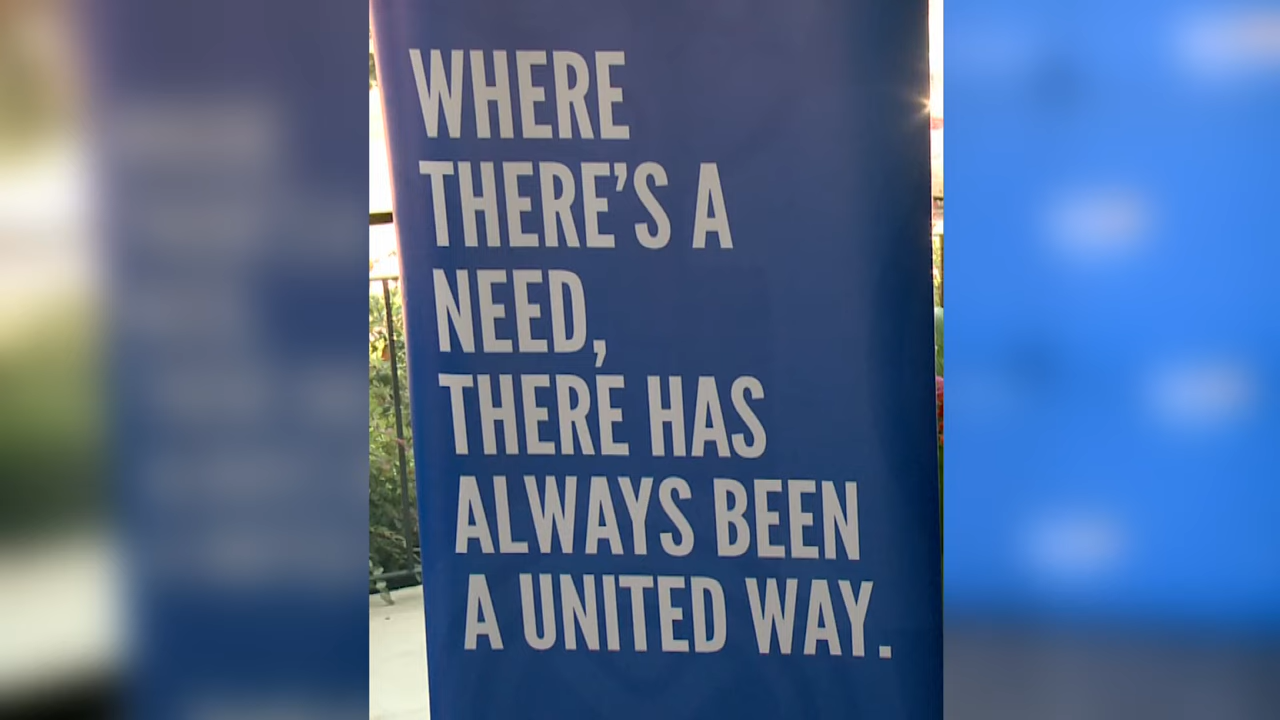 WHERE
THERE'S A
NEED,
THERE HAS
ALWAYS BEEN
A UNITED WAY.